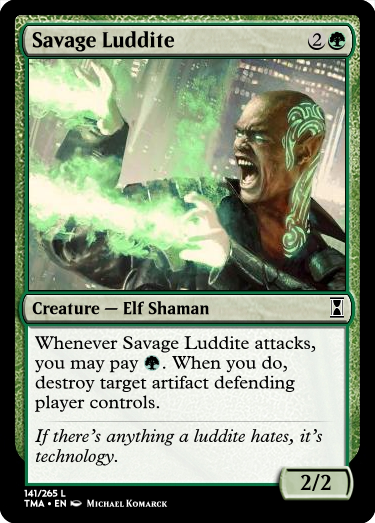 Savage Luddite 2
Creature — Elf Shaman
Whenever Savage Luddite attacks,
you may pay . When you do,
destroy target artifact defending
player controls.
If there's anything a luddite hates, it's
technology.
2/2
141/265 L
TMA • EN Michael Komarck